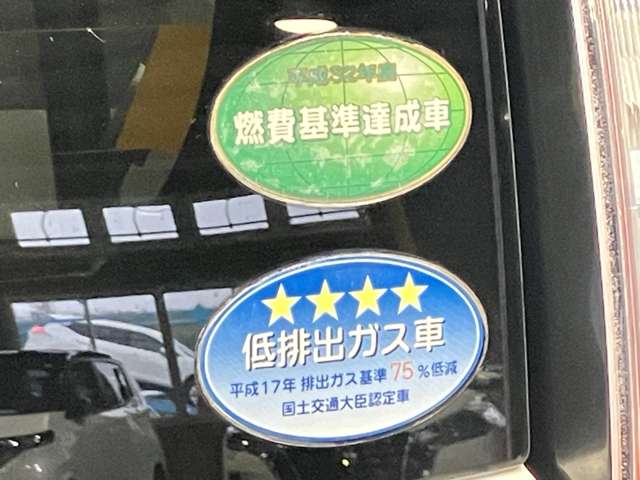 平成32年度
燃費基準達成車
低排出ガス車
平成17年 排出ガス基準 75 %低減
国土交通大臣認定車